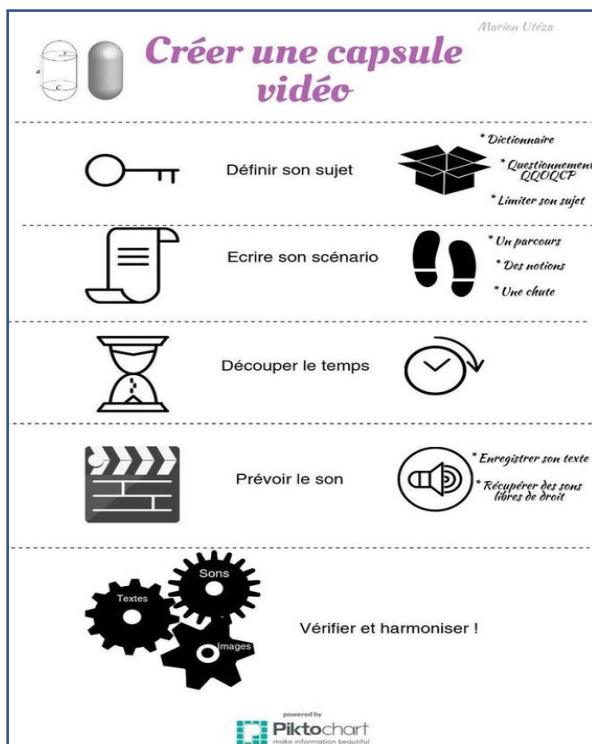 Marion Utéza
Créer une capsule
vidéo
r
a
C
Définir son sujet
* Dictionnaire
* Questionnement
QQOQCP
* Limiter son sujet
Ecrire son scénario
* Un parcours
* Des notions
* Une chute
Découper le temps
Prévoir le son
* Enregistrer son texte
* Récupérer des sons
libres de droit
Sons
Textes
Images
Vérifier et harmoniser !
powered by
Piktochart
make information beautiful